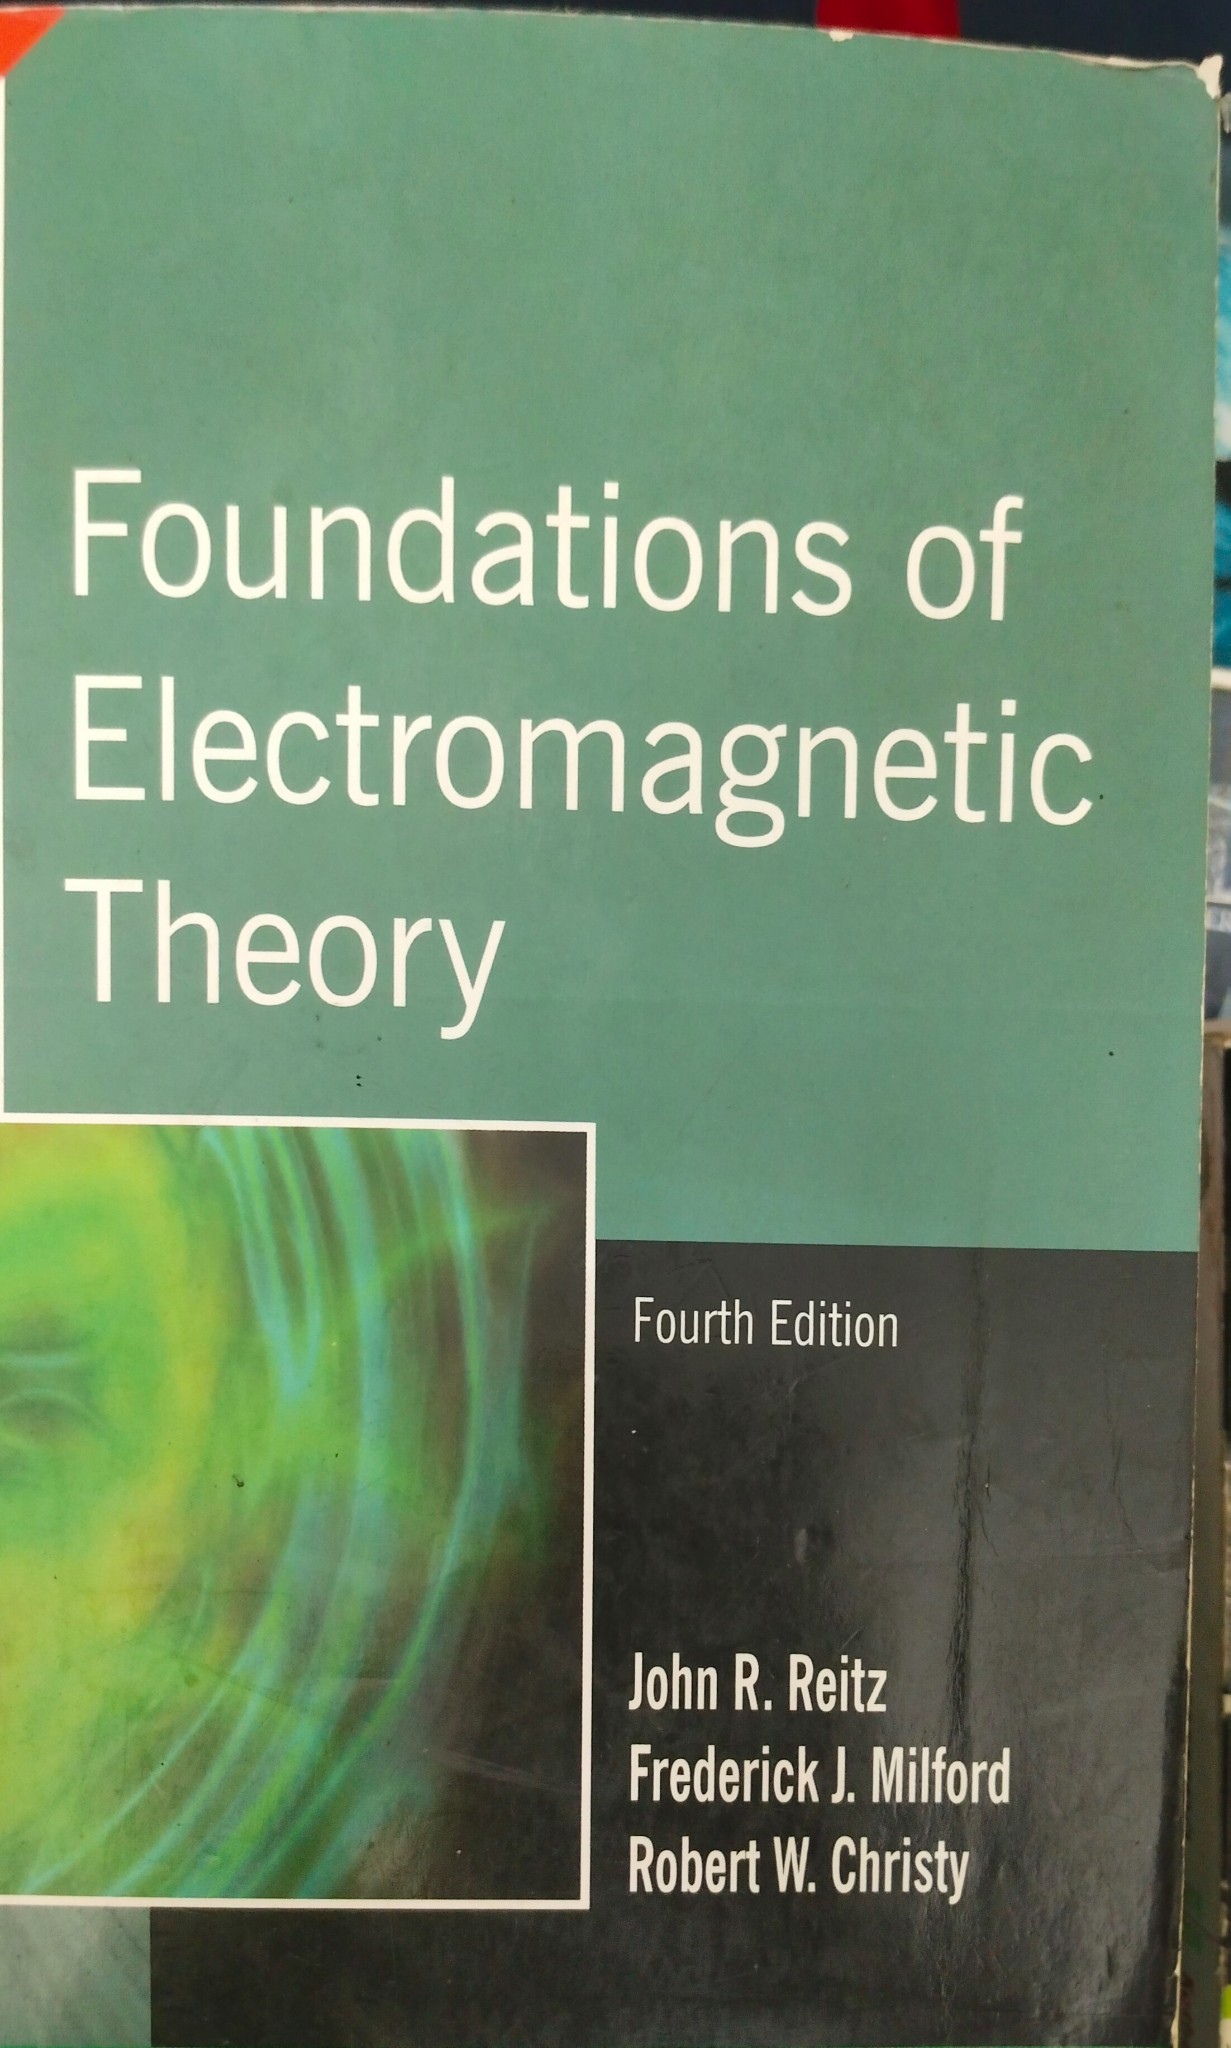 Foundations of
Electromagnetic
Theory
Fourth Edition
John R. Reitz
Frederick J. Milford
Robert W. Christy